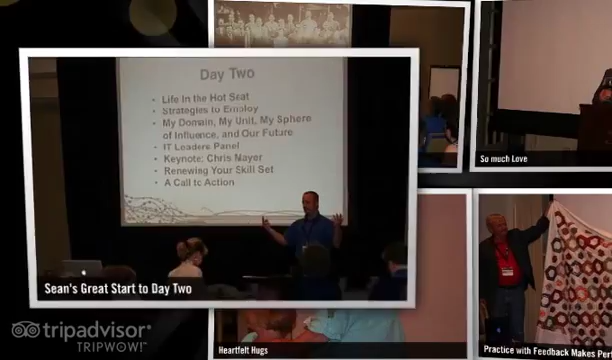 Day Two
• Life in the Hot Seat
• Strategies to Employ
• My Domain, My Unit, My Sphere
of Influence, and Our Future
• IT Leaders Panel
• Keynote: Chris Mayer
• Renewing Your Skill Set
• A Call to Action
Sean's Great Start to Day Two
So much Love
Heartfelt Hugs
Practice with Feedback Makes Per
tripadvisor®
TRIPWOW!™